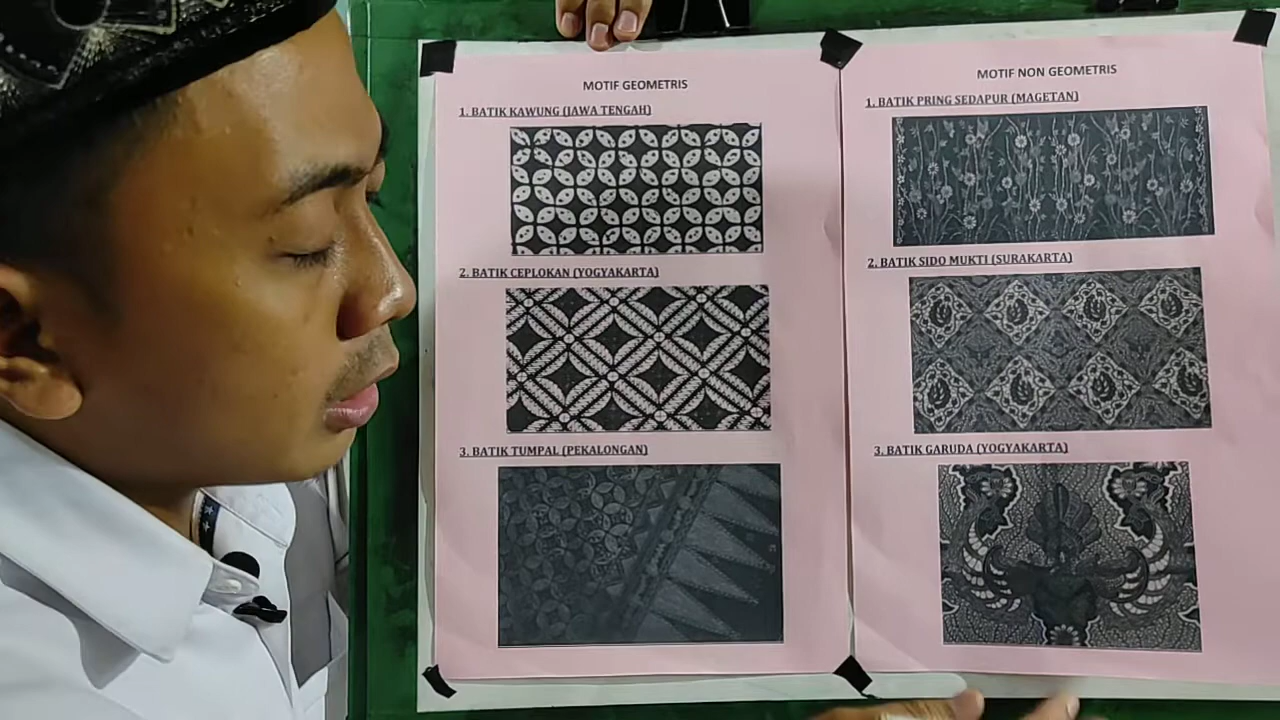 MOTIF GEOMETRIS
1. BATIK KAWUNG (JAWA TENGAH)
2. BATIK CEPLOKAN (YOGYAKARTA)
3. BATIK TUMPAL (PEKALONGAN)
MOTIF NON GEOMETRIS
1. BATIK PRING SEDAPUR (MAGETAN)
2. BATIK SIDO MUKTI (SURAKARTA)
3. BATIK GARUDA (YOGYAKARTA)